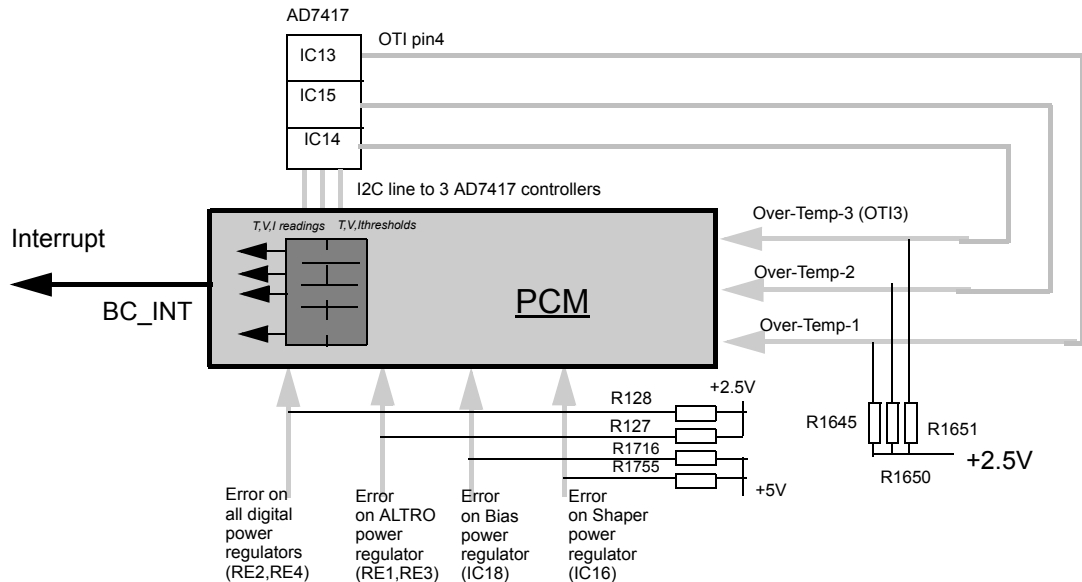 AD7417
IC13
OTI pin4
IC15
IC14
I2C line to 3 AD7417 controllers
T,V,I readings
T,V,Ithresholds
Over-Temp-3 (OTI3)
Interrupt
Over-Temp-2
BC_INT
PCM
Over-Temp-1
R128
+2.5V
R127
R1716
R1755
+5V
R1645
R1651
R1650
+2.5V
Error on
all digital
power
regulators
(RE2,RE4)
Error
on ALTRO
power
regulator
(RE1,RE3)
Error
on Bias
power
regulator
(IC18)
Error
on Shaper
power
regulator
(IC16)